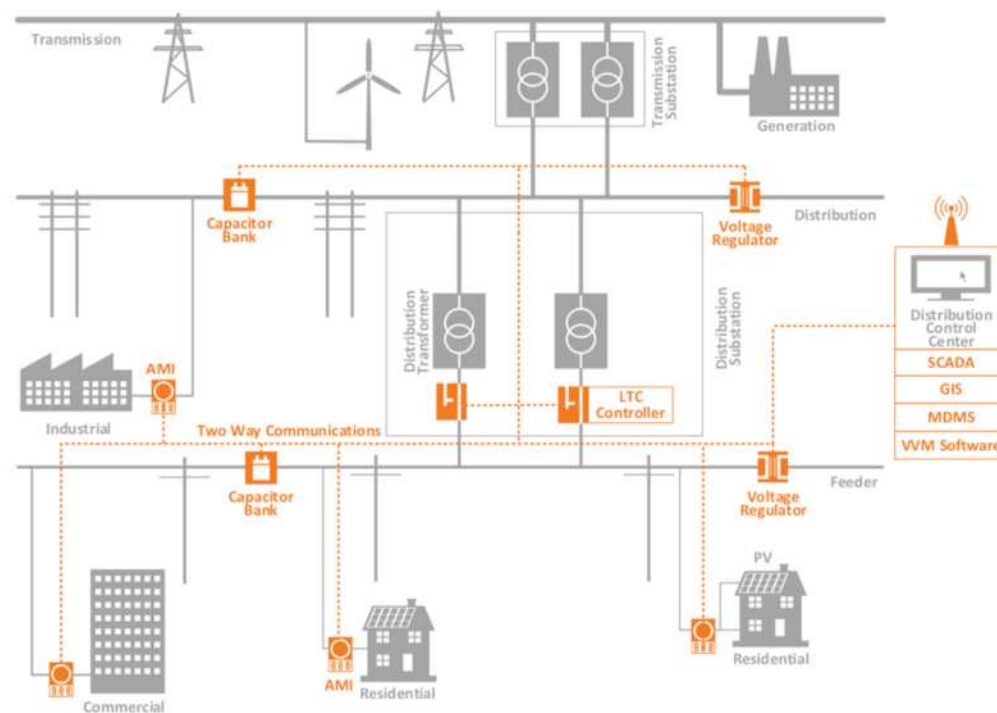 Transmission
Transmission
Substation
Generation
Capacitor
Bank
Voltage
Regulator
Distribution
Distribution
Transformer
Distribution
Substation
Distribution
Control
Center
SCADA
GIS
MDMS
VVM Software
AMI
LTC
Controller
Industrial
Two Way Communications
Capacitor
Bank
Voltage
Regulator
Feeder
PV
AMI
Residential
Residential
Commercial